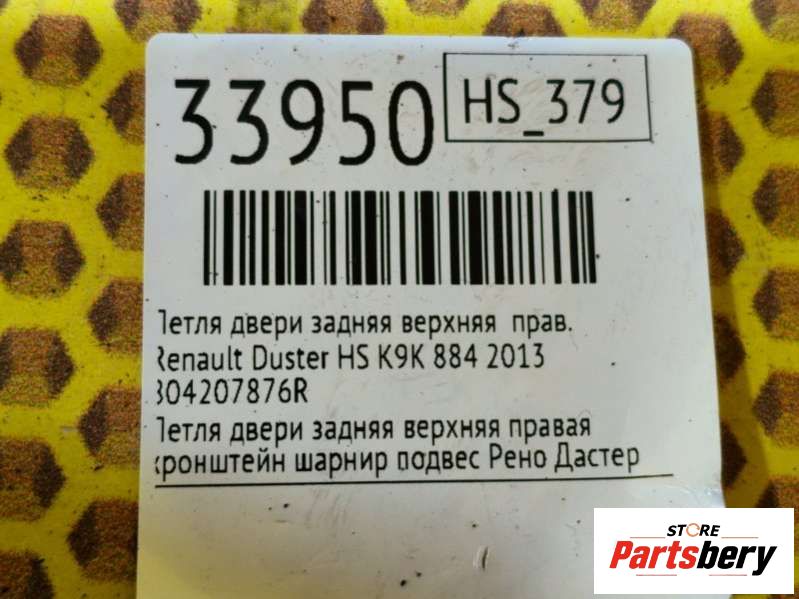 33950
HS_379
Петля двери задняя верхняя прав.
Renault Duster HS K9K 884 2013
804207876R
Петля двери задняя верхняя правая
кронштейн шарнир подвес Рено Дастер
STORE
Partsbery